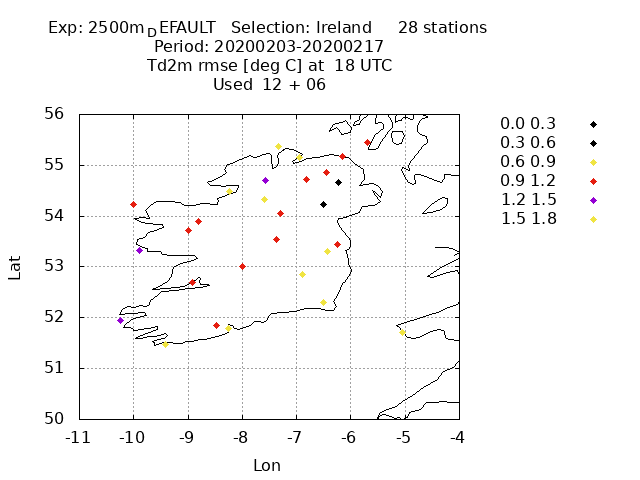 Exp: 2500mDEFAULT Selection: Ireland 28 stations
Period: 20200203-20200217
Td2m rmse [deg C] at 18 UTC
Used 12 + 06
56
55
54
53
52
51
50
Lat
-11 -10 -9 -8 -7 -6 -5 -4
Lon
0.0 0.3
0.3 0.6
0.6 0.9
0.9 1.2
1.2 1.5
1.5 1.8